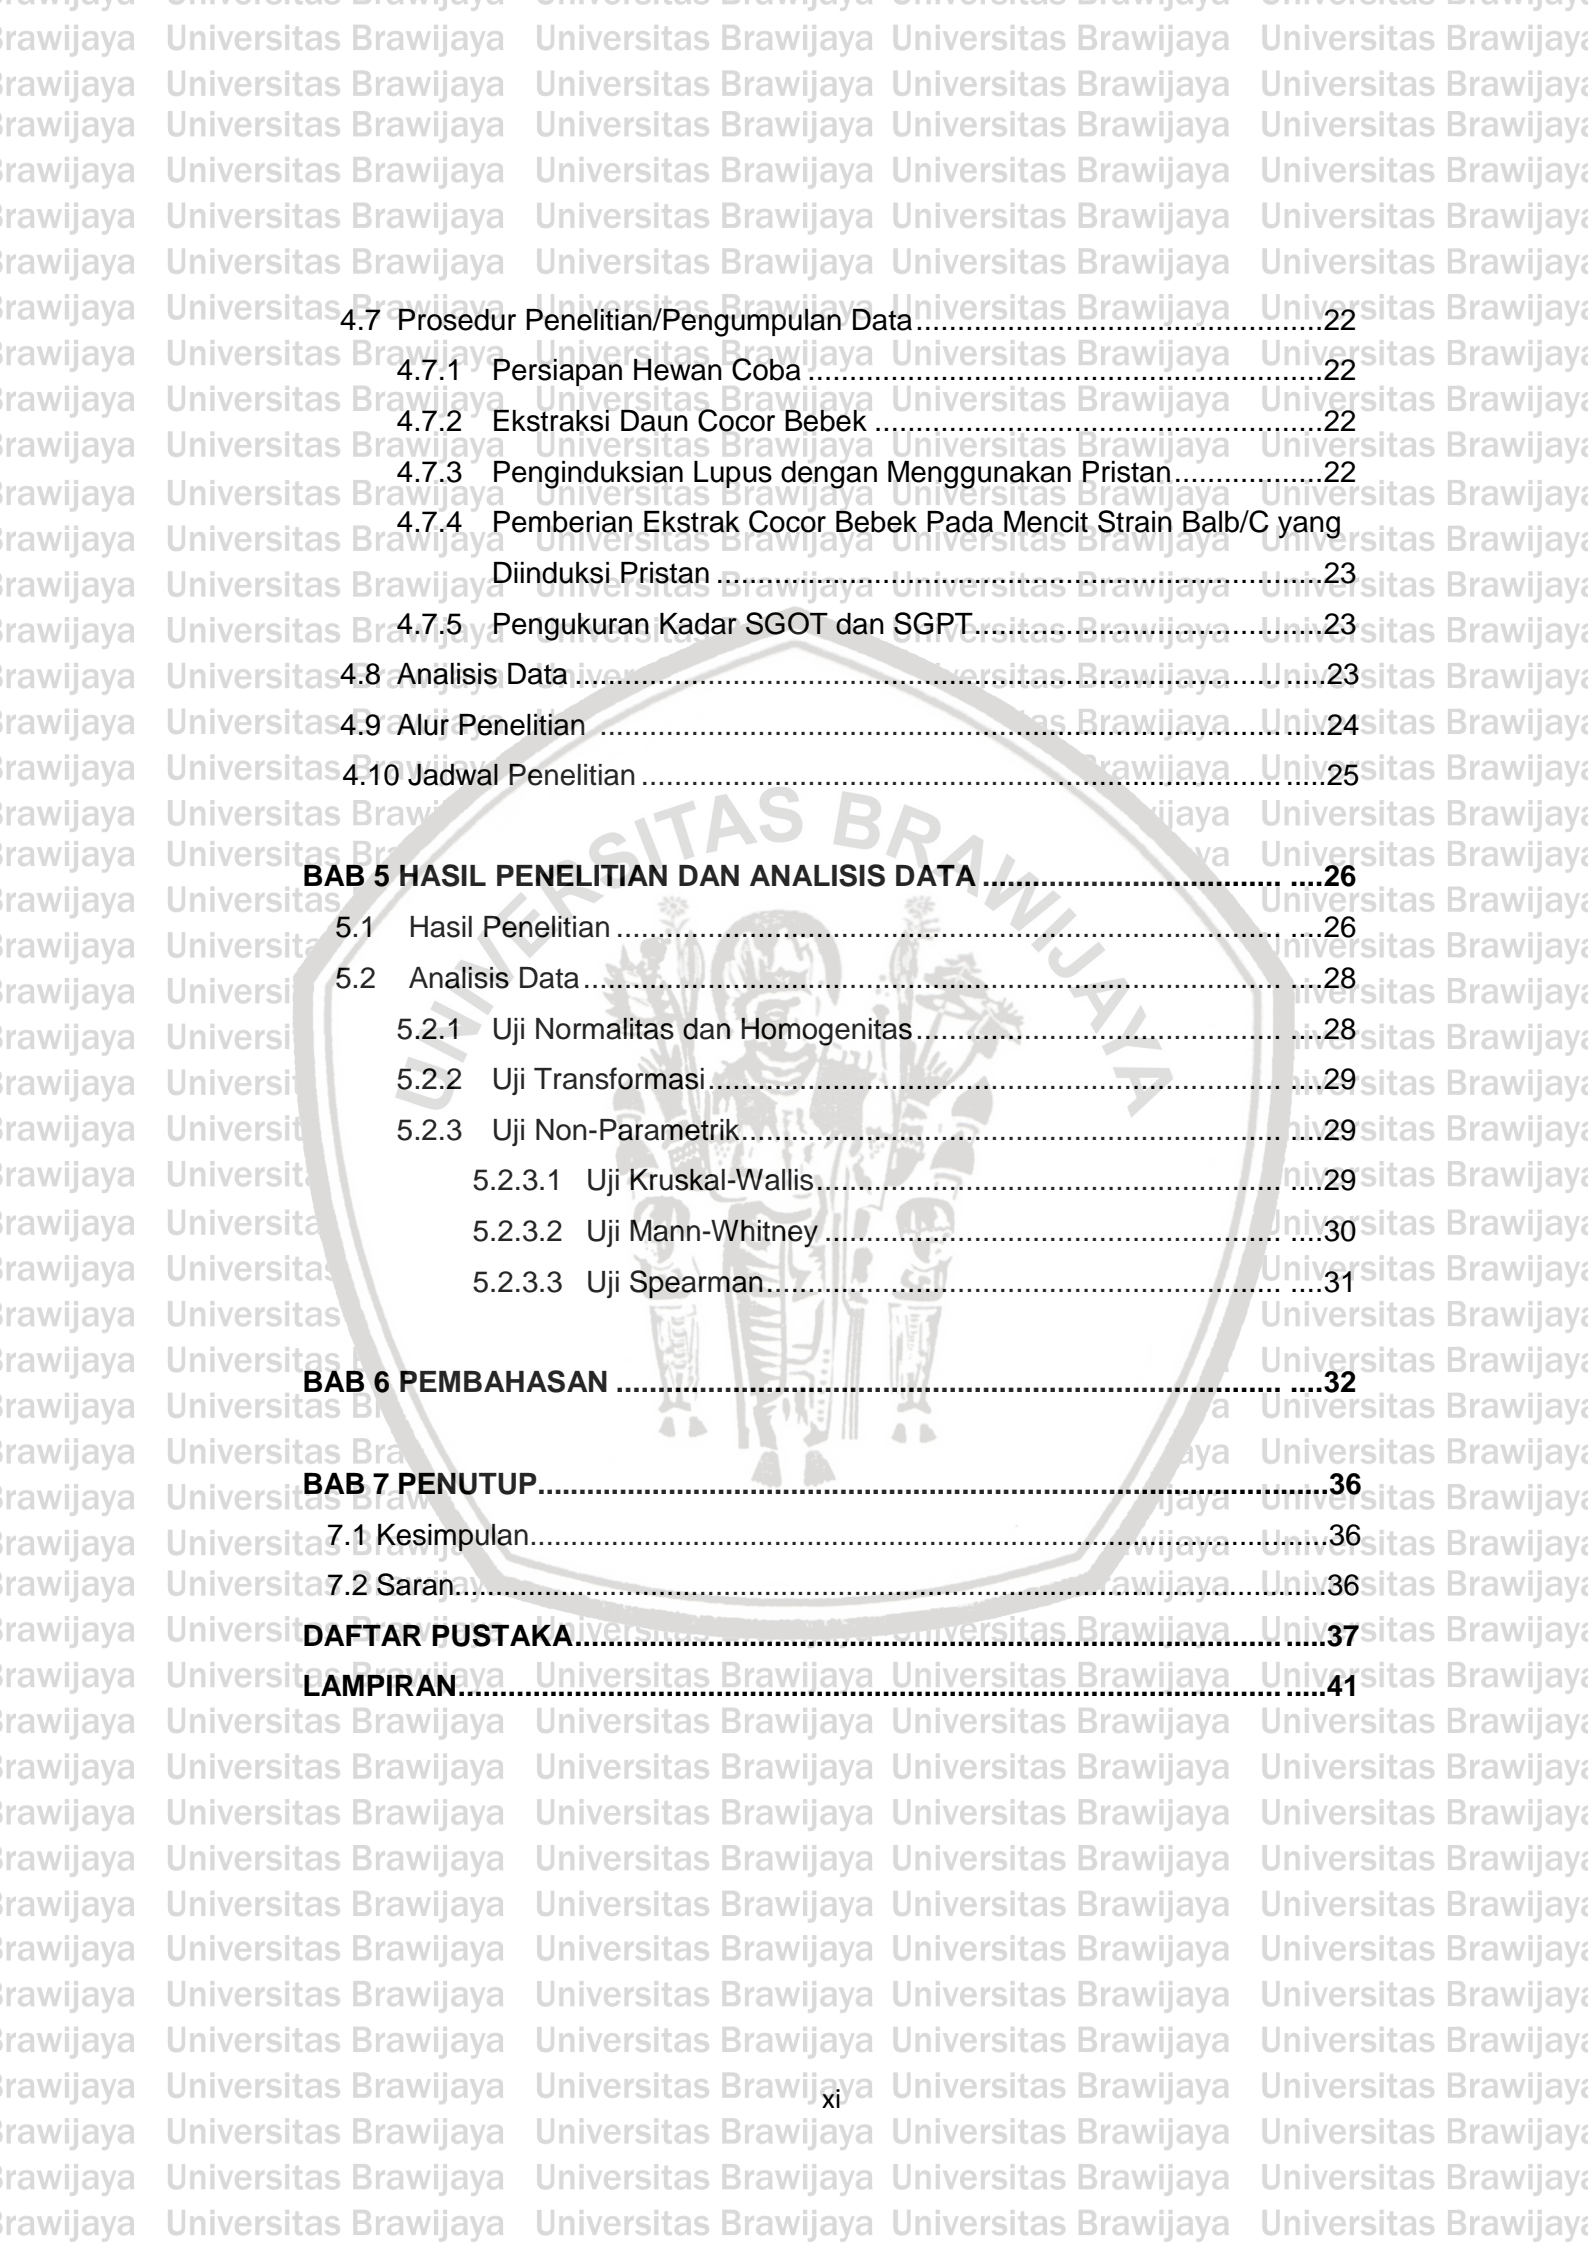 4.7 Prosedur Penelitian/Pengumpulan Data.................................................22
4.7.1 Persiapan Hewan Coba ..............................................................22
4.7.2 Ekstraksi Daun Cocor Bebek ......................................................22
4.7.3 Penginduksian Lupus dengan Menggunakan Pristan..................22
4.7.4 Pemberian Ekstrak Cocor Bebek Pada Mencit Strain Balb/C yang
Diinduksi Pristan .........................................................................23
4.7.5 Pengukuran Kadar SGOT dan SGPT..........................................23
4.8 Analisis Data ..................................................................................... .....23
4.9 Alur Penelitian .................................................................................. .....24
4.10 Jadwal Penelitian ............................................................................. .....25
BAB 5 HASIL PENELITIAN DAN ANALISIS DATA .................................... ....26
5.1 Hasil Penelitian ................................................................................ ....26
5.2 Analisis Data .................................................................................... ....28
5.2.1 Uji Normalitas dan Homogenitas............................................ ....28
5.2.2 Uji Transformasi..................................................................... ....29
5.2.3 Uji Non-Parametrik................................................................. ....29
5.2.3.1 Uji Kruskal-Wallis........................................................ ....29
5.2.3.2 Uji Mann-Whitney ....................................................... ....30
5.2.3.3 Uji Spearman.............................................................. ....31
BAB 6 PEMBAHASAN ................................................................................ ....32
BAB 7 PENUTUP...............................................................................................36
7.1 Kesimpulan................................................................................................36
7.2 Saran.........................................................................................................36
DAFTAR PUSTAKA..................................................................................... .....37
LAMPIRAN................................................................................................... .....41
xi
UNIVERSITAS BRAWIJAYA